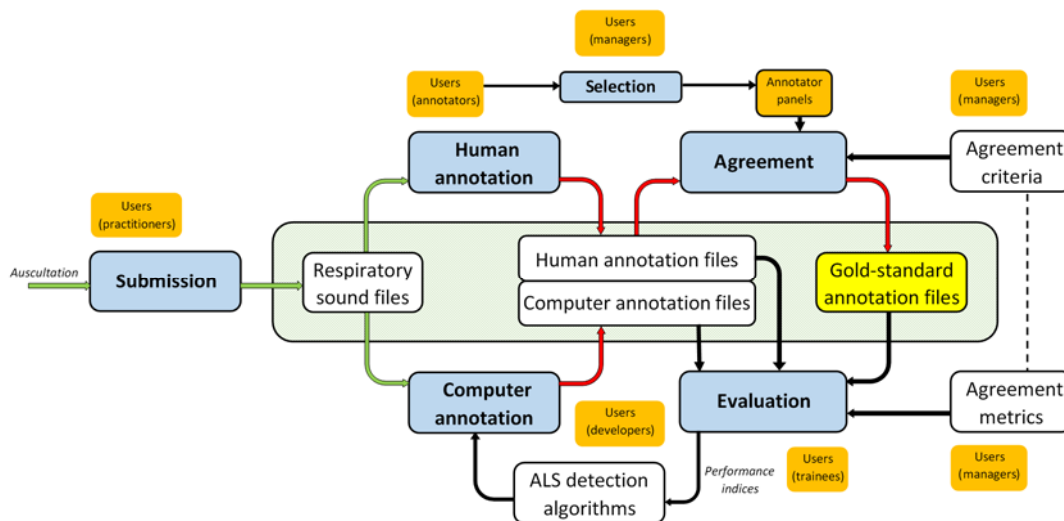 Users
(managers)
Users
(annotators)
Selection
Annotator
panels
Users
(managers)
Human
annotation
Agreement
Agreement
criteria
Users
(practitioners)
Auscultation
Submission
Respiratory
sound files
Human annotation files
Computer annotation files
Gold-standard
annotation files
Computer
annotation
Users
(developers)
Evaluation
Agreement
metrics
ALS detection
algorithms
Performance
indices
Users
(trainees)
Users
(managers)